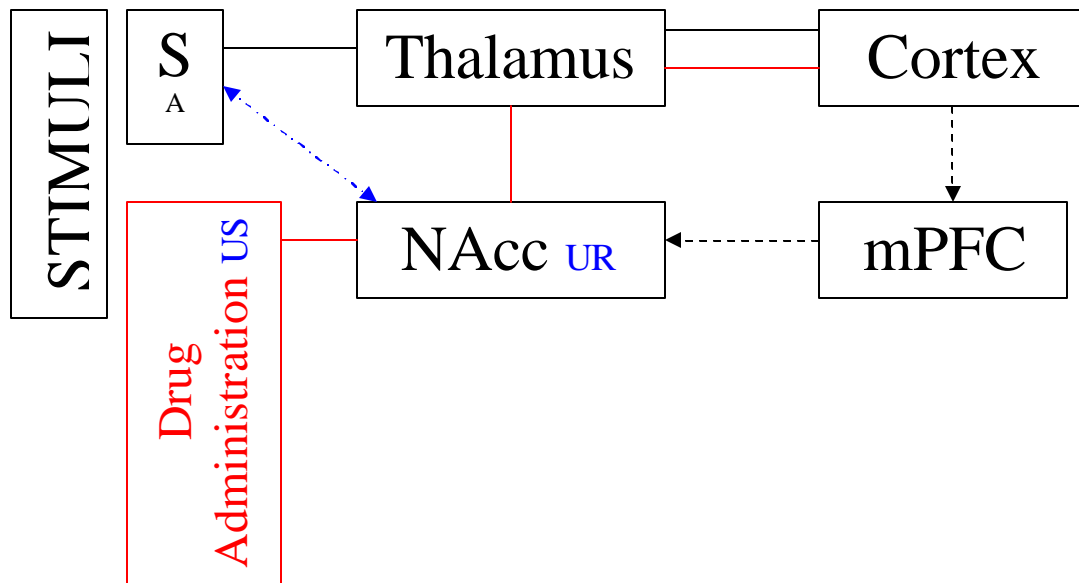 STIMULI
S
A
Thalamus
Cortex
Drug
Administration US
NAcc UR
mPFC